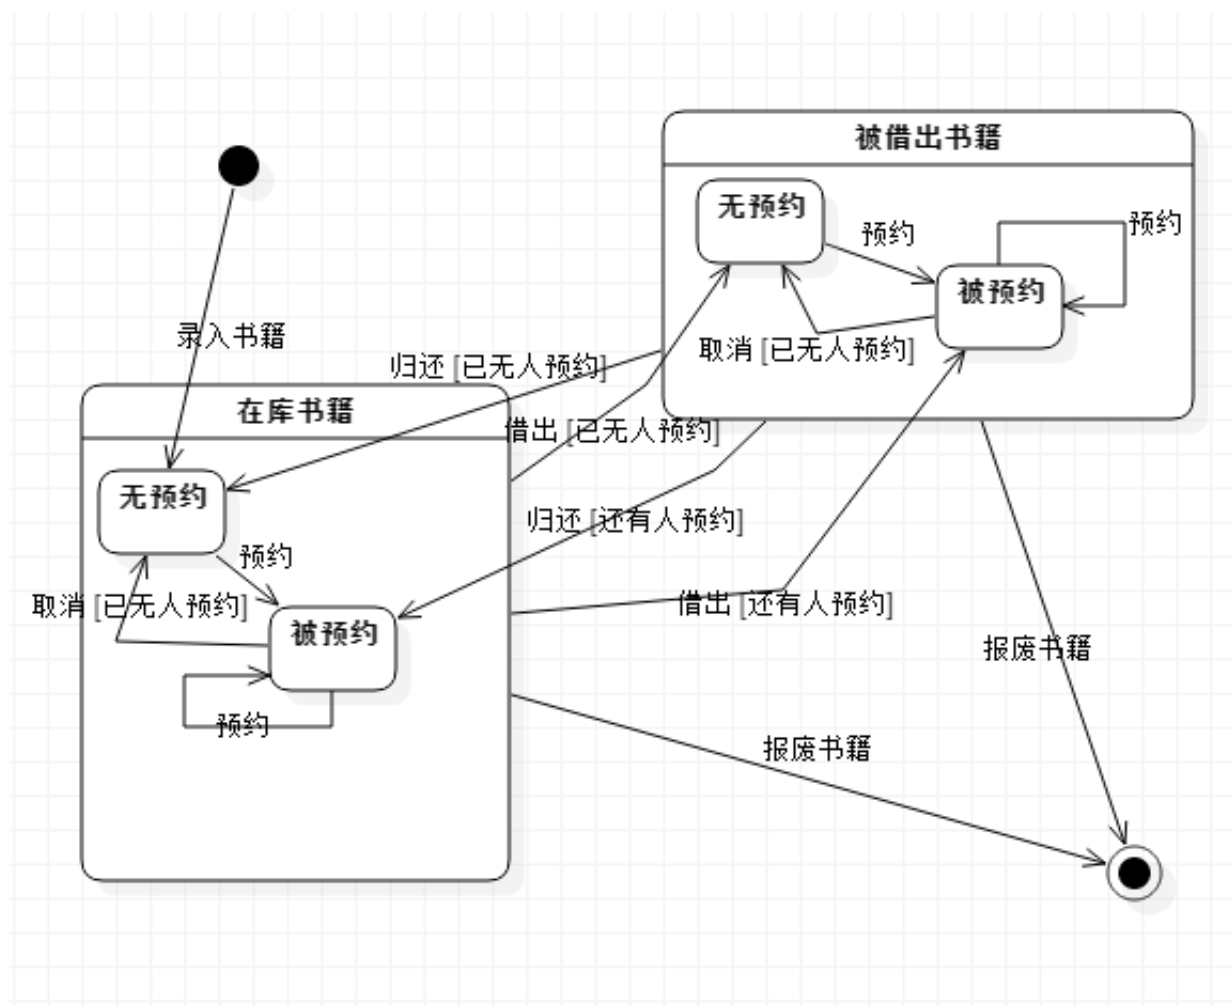 被借出书籍
无预约
预约
预约
被预约
录入书籍
取消 [已无人预约]
归还 [已无人预约]
在库书籍
借出 [已无人预约]
无预约
归还 [还有人预约]
预约
取消 [已无人预约]
借出 [还有人预约]
被预约
报废书籍
预约
报废书籍